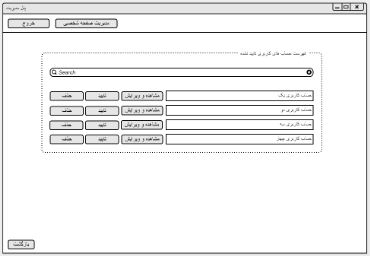 پنل مدیریت
مدیریت صفحه شخصی
خروج
فهرست حساب های کاربری تایید نشده
Search
حساب کاربری یک
مشاهده و ویرایش
تایید
حذف
حساب کاربری دو
مشاهده و ویرایش
تایید
حذف
حساب کاربری سه
مشاهده و ویرایش
تایید
حذف
حساب کاربری چهار
مشاهده و ویرایش
تایید
حذف
بازگشت